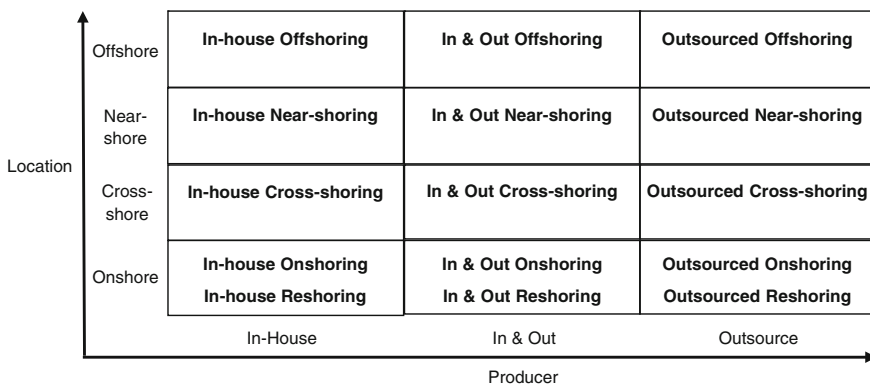 Offshore
In-house Offshoring
In & Out Offshoring
Outsourced Offshoring
Near-
shore
In-house Near-shoring
In & Out Near-shoring
Outsourced Near-shoring
Location
Cross-
shore
In-house Cross-shoring
In & Out Cross-shoring
Outsourced Cross-shoring
Onshore
In-house Onshoring
In-house Reshoring
In & Out Onshoring
In & Out Reshoring
Outsourced Onshoring
Outsourced Reshoring
In-House
In & Out
Outsource
Producer